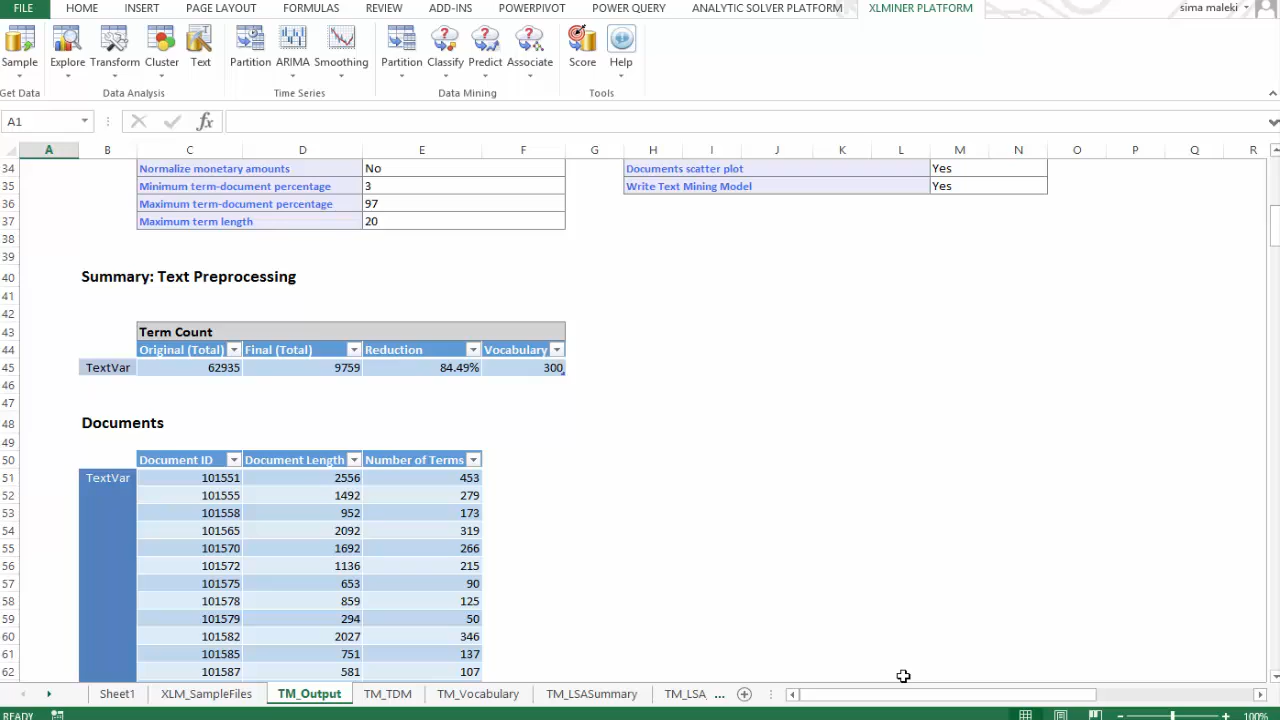 FILE HOME INSERT PAGE LAYOUT FORMULAS REVIEW ADD-INS POWERPIVOT POWER QUERY ANALYTIC SOLVER PLATFORM XLMINER PLATFORM sima maleki
Sample Explore Transform Cluster Text Partition ARIMA Smoothing Partition Classify Predict Associate Score Help
Get Data Data Analysis Time Series Data Mining Tools
A1 fx
A B C D E F G H I J K L M N O P Q R
34 Normalize monetary amounts No Documents scatter plot Yes
35 Minimum term-document percentage 3 Write Text Mining Model Yes
36 Maximum term-document percentage 97
37 Maximum term length 20
38
39
40 Summary: Text Preprocessing
41
42
43 Term Count
44 Original (Total) Final (Total) Reduction Vocabulary
45 TextVar 62935 9759 84.49% 300
46
47
48 Documents
49
50 Document ID Document Length Number of Terms
51 TextVar 101551 2556 453
52 101555 1492 279
53 101558 952 173
54 101565 2092 319
55 101570 1692 266
56 101572 1136 215
57 101575 653 90
58 101578 859 125
59 101579 294 50
60 101582 2027 346
61 101585 751 137
62 101587 581 107
Sheet1 XLM_SampleFiles TM_Output TM_TDM TM_Vocabulary TM_LSASummary TM_LSA ...
READY 100%